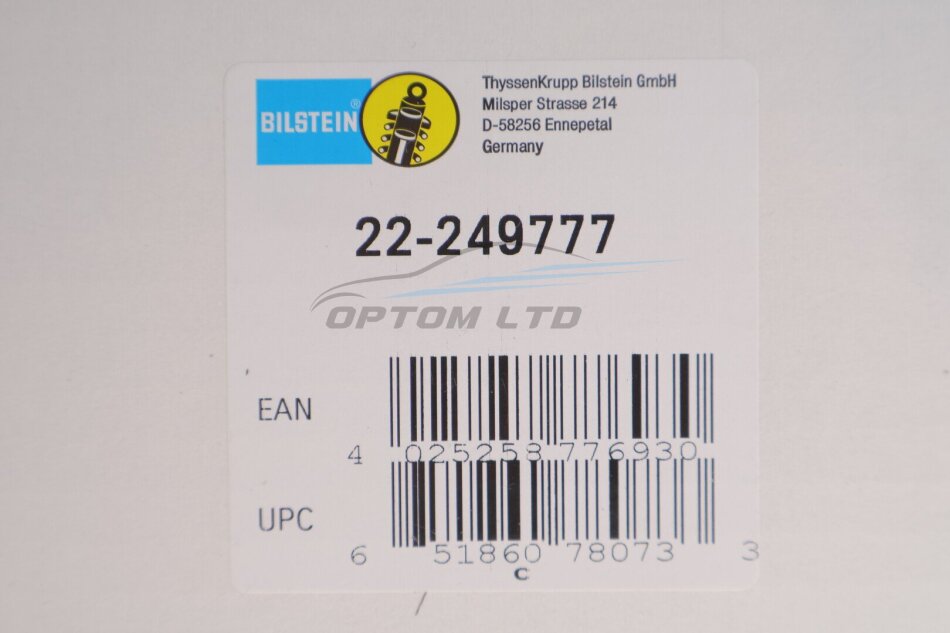 BILSTEIN®
ThyssenKrupp Bilstein GmbH
Milsper Strasse 214
D-58256 Ennepetal
Germany
22-249777
OPTOM LTD
EAN
4 025258 776930
UPC
6 51860 78073 3
C